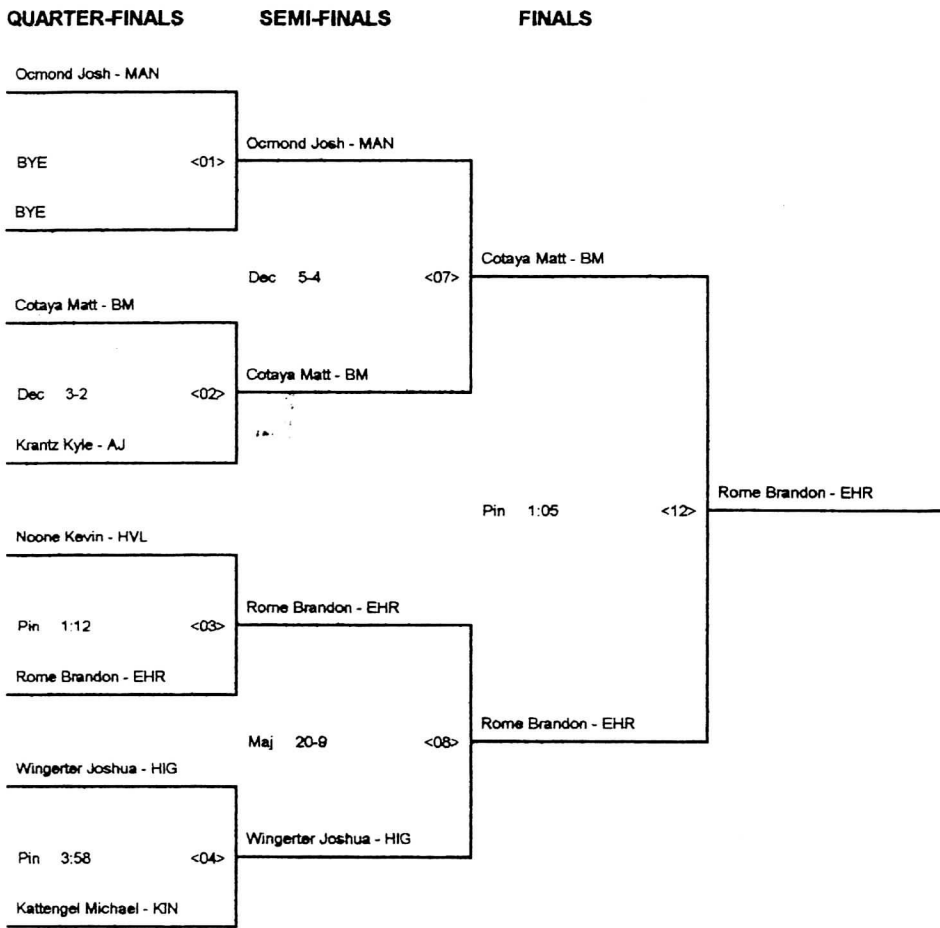 QUARTER-FINALS SEMI-FINALS FINALS
Ocmond Josh - MAN
BYE <01>
BYE
Ocmond Josh - MAN
Dec 5-4 <07>
Cotaya Matt - BM
Cotaya Matt - BM
Dec 3-2 <02>
Krantz Kyle - AJ
Cotaya Matt - BM
Pin 1:05 <12>
Rome Brandon - EHR
Noone Kevin - HVL
Pin 1:12 <03>
Rome Brandon - EHR
Rome Brandon - EHR
Maj 20-9 <08>
Rome Brandon - EHR
Wingerter Joshua - HIG
Pin 3:58 <04>
Kattengel Michael - KIN
Wingerter Joshua - HIG